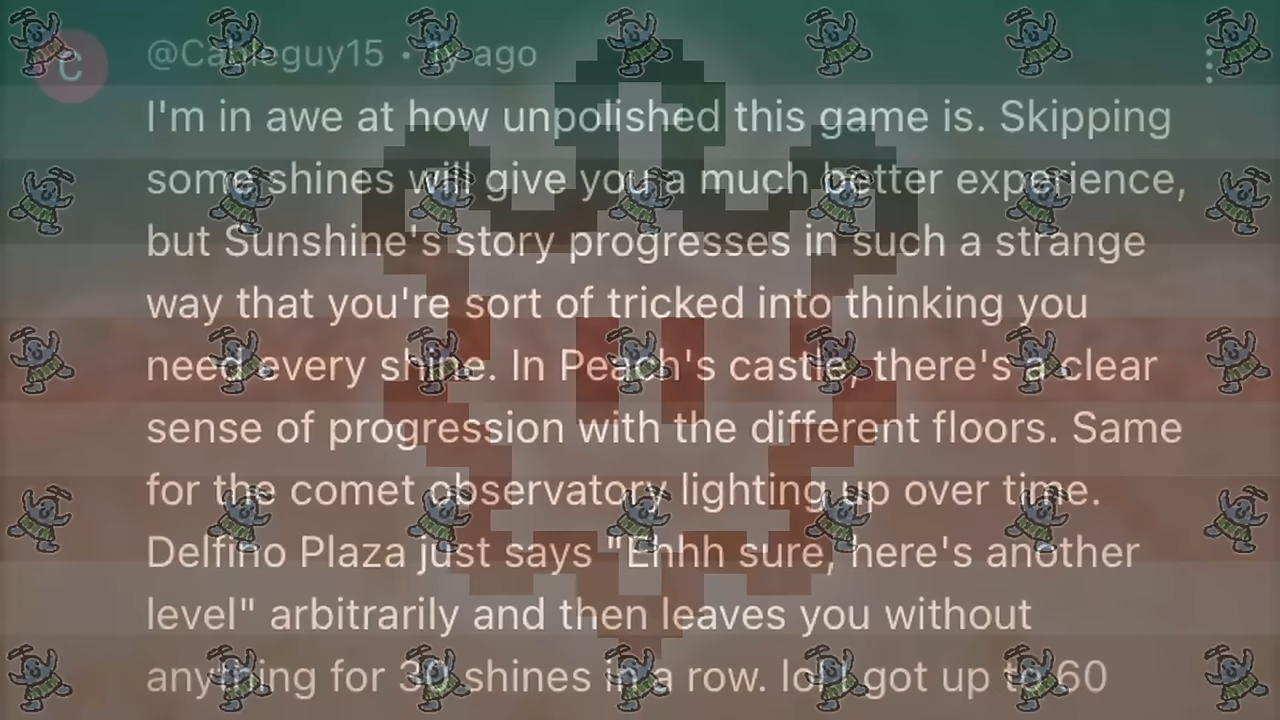 @Cableguy15 • 1y ago
I'm in awe at how unpolished this game is. Skipping
some shines will give you a much better experience,
but Sunshine's story progresses in such a strange
way that you're sort of tricked into thinking you
need every shine. In Peach's castle, there's a clear
sense of progression with the different floors. Same
for the comet observatory lighting up over time.
Delfino Plaza just says "Ehhh sure, here's another
level" arbitrarily and then leaves you without
anything for 30 shines in a row. lol I got up to 60